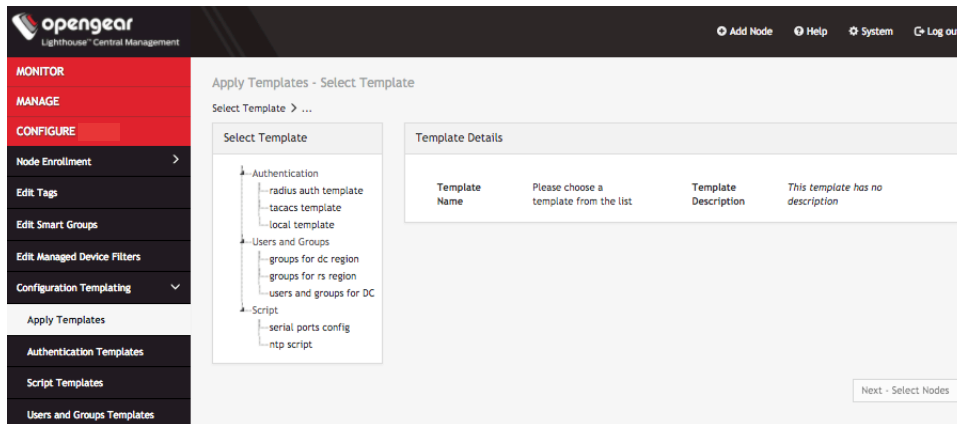 opengear
Lighthouse™ Central Management
Add Node
Help
System
Log ou
MONITOR
MANAGE
CONFIGURE
Node Enrollment
Edit Tags
Edit Smart Groups
Edit Managed Device Filters
Configuration Templating
Apply Templates
Authentication Templates
Script Templates
Users and Groups Templates
Apply Templates - Select Template
Select Template > ...
Select Template
Authentication
radius auth template
tacacs template
local template
Users and Groups
groups for dc region
groups for rs region
users and groups for DC
Script
serial ports config
ntp script
Template Details
Template
Name
Please choose a
template from the list
Template
Description
This template has no
description
Next - Select Nodes